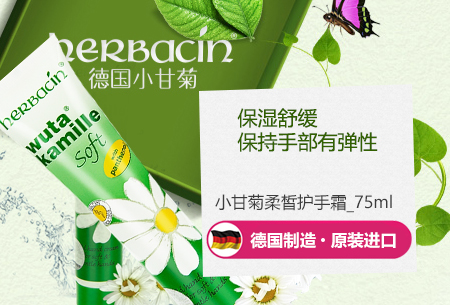 herbacin
德国小甘菊
herbacin
wuta®
kamille
Soft
with
panthenol
保湿舒缓
保持手部有弹性
小甘菊柔皙护手霜_75ml
德国制造·原装进口